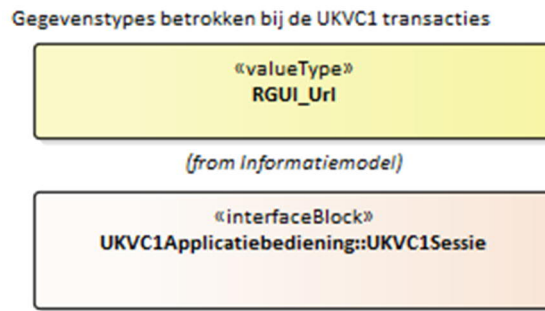 Gegevenstypes betrokken bij de UKVC1 transacties
«valueType»
RGUI_Url
(from Informatiemodel)
«interfaceBlock»
UKVC1Applicatiebediening::UKVC1Sessie